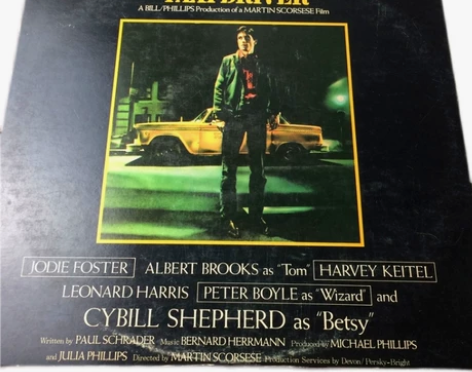 TAXI DRIVER
A BILL/PHILLIPS Production of a MARTIN SCORSESE Film
JODIE FOSTER ALBERT BROOKS as "Tom" HARVEY KEITEL
LEONARD HARRIS PETER BOYLE as "Wizard" and
CYBILL SHEPHERD as "Betsy"
Written by PAUL SCHRADER Music BERNARD HERRMANN Produced by MICHAEL PHILLIPS
and JULIA PHILLIPS Directed by MARTIN SCORSESE Production Services by Devon/Persky-Bright